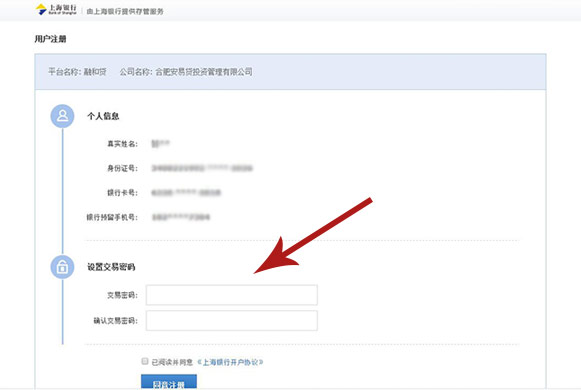 上海银行 由上海银行提供存管服务
Bank of Shanghai
用户注册
平台名称：融和贷 公司名称：合肥安易贷投资管理有限公司
个人信息
真实姓名：
身份证号：
银行卡号：
银行预留手机号：
设置交易密码
交易密码：
确认交易密码：
已阅读并同意 《上海银行开户协议》
同意注册